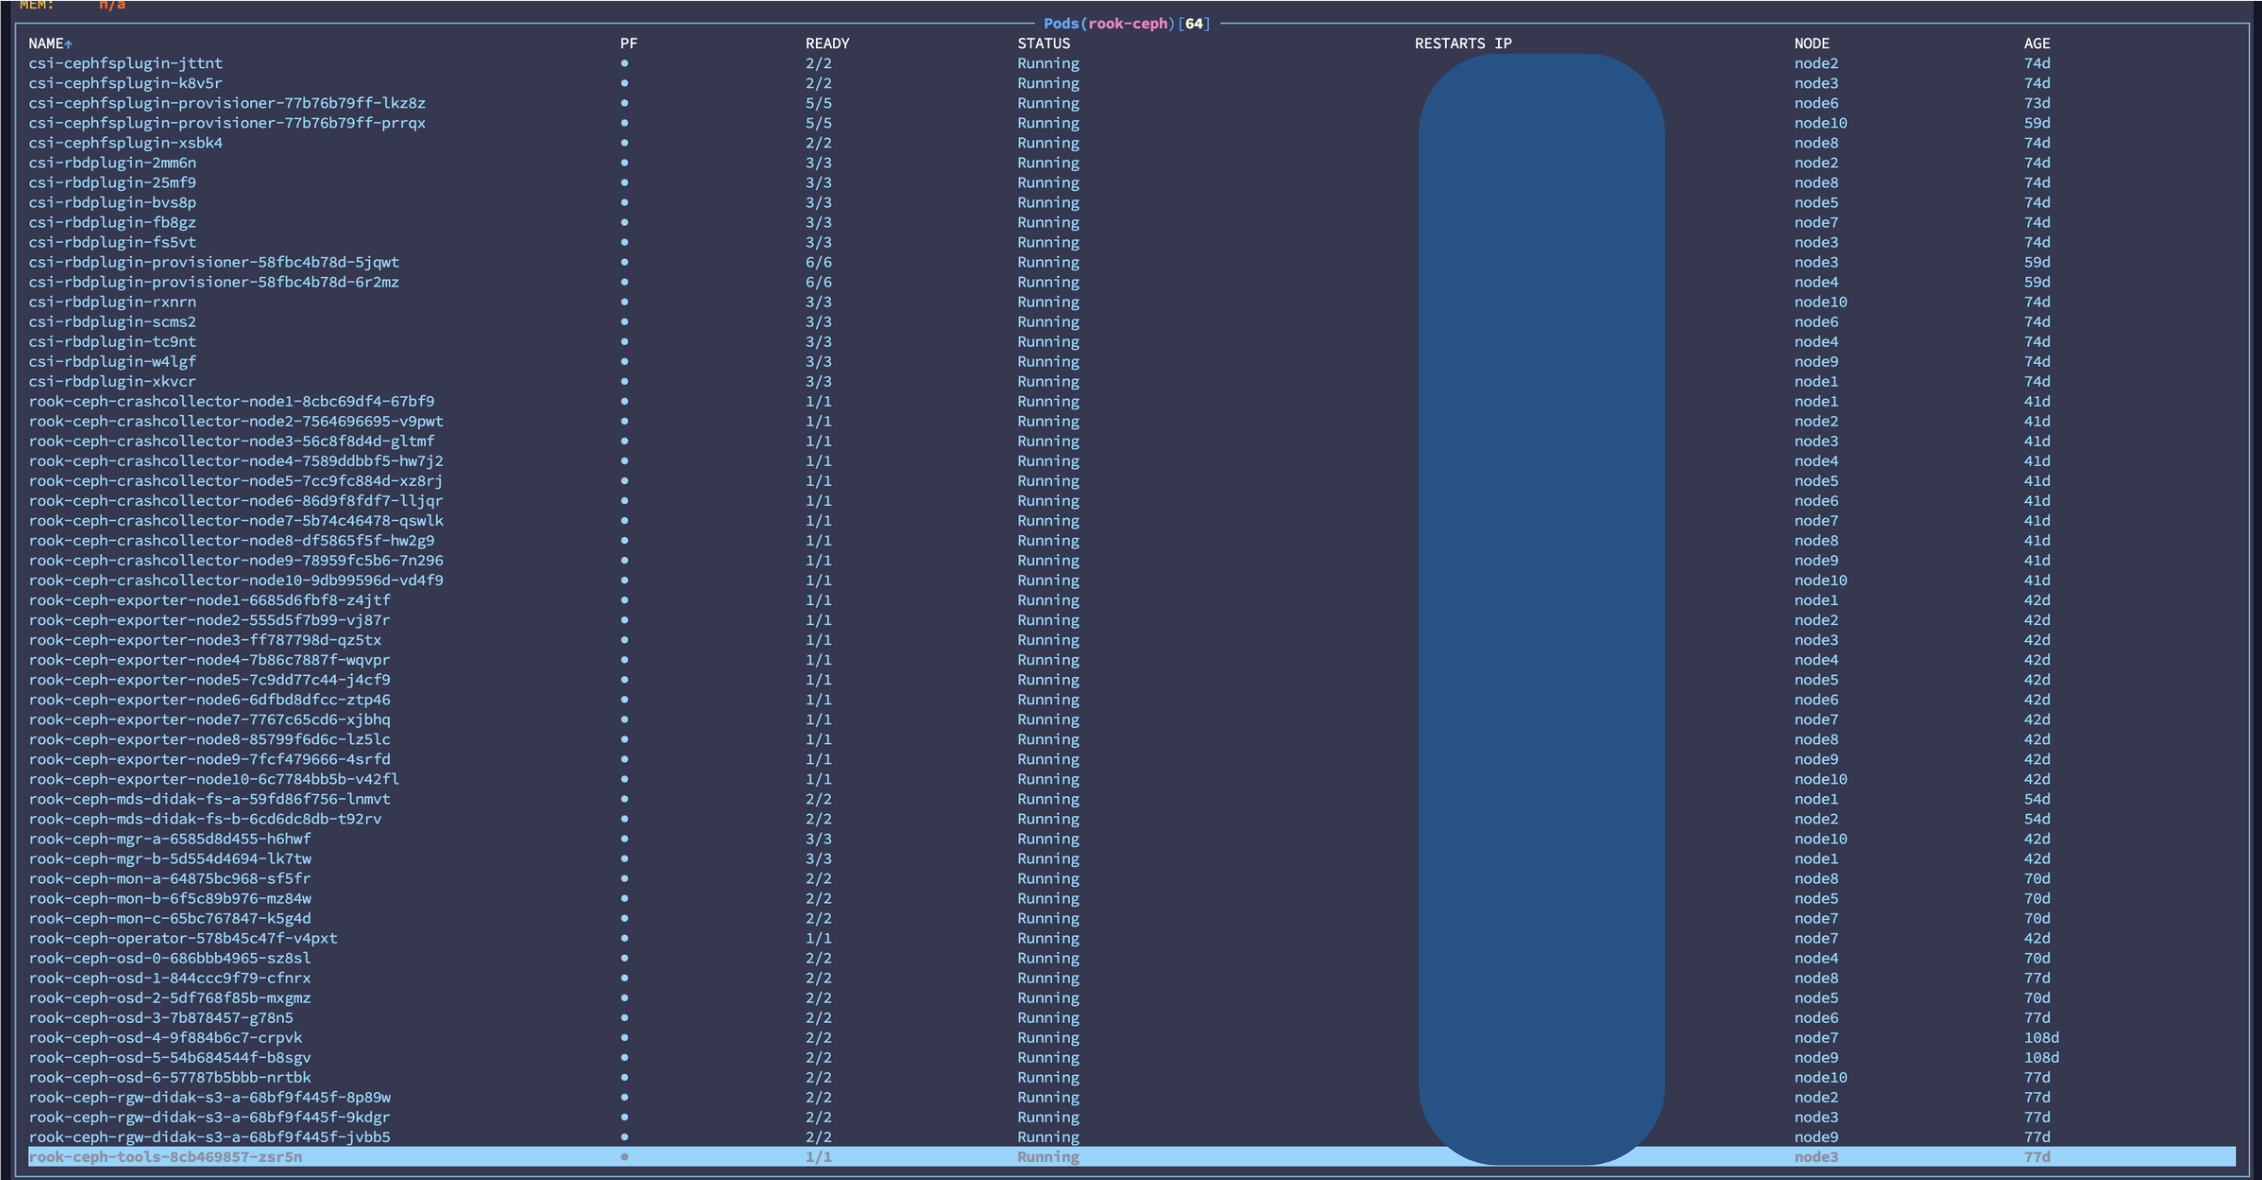 MEM: n/a
Pods(rook-ceph)[64]
NAME↑ PF READY STATUS RESTARTS IP NODE AGE
csi-cephfsplugin-jttnt ● 2/2 Running node2 74d
csi-cephfsplugin-k8v5r ● 2/2 Running node3 74d
csi-cephfsplugin-provisioner-77b76b79ff-lkz8z ● 5/5 Running node6 73d
csi-cephfsplugin-provisioner-77b76b79ff-prrqx ● 5/5 Running node10 59d
csi-cephfsplugin-xsbk4 ● 2/2 Running node8 74d
csi-rbdplugin-2mm6n ● 3/3 Running node2 74d
csi-rbdplugin-25mf9 ● 3/3 Running node8 74d
csi-rbdplugin-bvs8p ● 3/3 Running node5 74d
csi-rbdplugin-fb8gz ● 3/3 Running node7 74d
csi-rbdplugin-fs5vt ● 3/3 Running node3 74d
csi-rbdplugin-provisioner-58fbc4b78d-5jqwt ● 6/6 Running node3 59d
csi-rbdplugin-provisioner-58fbc4b78d-6r2mz ● 6/6 Running node4 59d
csi-rbdplugin-rxnrn ● 3/3 Running node10 74d
csi-rbdplugin-scms2 ● 3/3 Running node6 74d
csi-rbdplugin-tc9nt ● 3/3 Running node4 74d
csi-rbdplugin-w4lgf ● 3/3 Running node9 74d
csi-rbdplugin-xkvcr ● 3/3 Running node1 74d
rook-ceph-crashcollector-node1-8cbc69df4-67bf9 ● 1/1 Running node1 41d
rook-ceph-crashcollector-node2-7564696695-v9pwt ● 1/1 Running node2 41d
rook-ceph-crashcollector-node3-56c8f8d4d-gltmf ● 1/1 Running node3 41d
rook-ceph-crashcollector-node4-7589ddbbf5-hw7j2 ● 1/1 Running node4 41d
rook-ceph-crashcollector-node5-7cc9fc884d-xz8rj ● 1/1 Running node5 41d
rook-ceph-crashcollector-node6-86d9f8fdf7-lljqr ● 1/1 Running node6 41d
rook-ceph-crashcollector-node7-5b74c46478-qswlk ● 1/1 Running node7 41d
rook-ceph-crashcollector-node8-df5865f5f-hw2g9 ● 1/1 Running node8 41d
rook-ceph-crashcollector-node9-78959fc5b6-7n296 ● 1/1 Running node9 41d
rook-ceph-crashcollector-node10-9db99596d-vd4f9 ● 1/1 Running node10 41d
rook-ceph-exporter-node1-6685d6fbf8-z4jtf ● 1/1 Running node1 42d
rook-ceph-exporter-node2-555d5f7b99-vj87r ● 1/1 Running node2 42d
rook-ceph-exporter-node3-ff787798d-qz5tx ● 1/1 Running node3 42d
rook-ceph-exporter-node4-7b86c7887f-wqvpr ● 1/1 Running node4 42d
rook-ceph-exporter-node5-7c9dd77c44-j4cf9 ● 1/1 Running node5 42d
rook-ceph-exporter-node6-6dfbd8dfcc-ztp46 ● 1/1 Running node6 42d
rook-ceph-exporter-node7-7767c65cd6-xjbhq ● 1/1 Running node7 42d
rook-ceph-exporter-node8-85799f6d6c-lz5lc ● 1/1 Running node8 42d
rook-ceph-exporter-node9-7fcf479666-4srfd ● 1/1 Running node9 42d
rook-ceph-exporter-node10-6c7784bb5b-v42fl ● 1/1 Running node10 42d
rook-ceph-mds-didak-fs-a-59fd86f756-lnmvt ● 2/2 Running node1 54d
rook-ceph-mds-didak-fs-b-6cd6dc8db-t92rv ● 2/2 Running node2 54d
rook-ceph-mgr-a-6585d8d455-h6hwf ● 3/3 Running node10 42d
rook-ceph-mgr-b-5d554d4694-lk7tw ● 3/3 Running node1 42d
rook-ceph-mon-a-64875bc968-sf5fr ● 2/2 Running node8 70d
rook-ceph-mon-b-6f5c89b976-mz84w ● 2/2 Running node5 70d
rook-ceph-mon-c-65bc767847-k5g4d ● 2/2 Running node7 70d
rook-ceph-operator-578b45c47f-v4pxt ● 1/1 Running node7 42d
rook-ceph-osd-0-686bbb4965-sz8sl ● 2/2 Running node4 70d
rook-ceph-osd-1-844ccc9f79-cfnrx ● 2/2 Running node8 77d
rook-ceph-osd-2-5df768f85b-mxgmz ● 2/2 Running node5 70d
rook-ceph-osd-3-7b878457-g78n5 ● 2/2 Running node6 77d
rook-ceph-osd-4-9f884b6c7-crpvk ● 2/2 Running node7 108d
rook-ceph-osd-5-54b684544f-b8sgv ● 2/2 Running node9 108d
rook-ceph-osd-6-57787b5bbb-nrtbk ● 2/2 Running node10 77d
rook-ceph-rgw-didak-s3-a-68bf9f445f-8p89w ● 2/2 Running node2 77d
rook-ceph-rgw-didak-s3-a-68bf9f445f-9kdgr ● 2/2 Running node3 77d
rook-ceph-rgw-didak-s3-a-68bf9f445f-jvbb5 ● 2/2 Running node9 77d
rook-ceph-tools-8cb469857-zsr5n ● 1/1 Running node3 77d